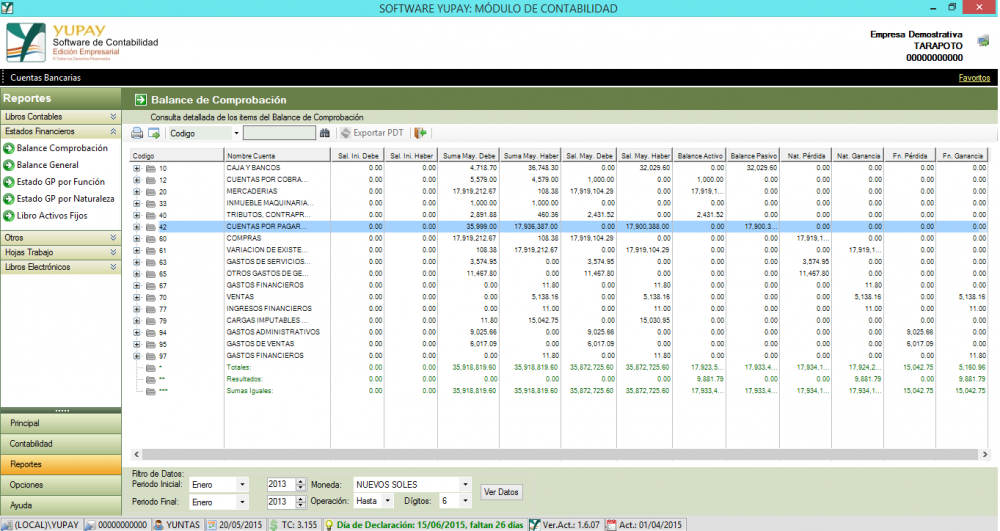 SOFTWARE YUPAY: MÓDULO DE CONTABILIDAD
YUPAY
Software de Contabilidad
Edición Empresarial
© Todos los Derechos Reservados
Empresa Demostrativa
TARAPOTO
00000000000
Cuentas Bancarias
Favoritos
Reportes
Libros Contables
Estados Financieros
Balance Comprobación
Balance General
Estado GP por Función
Estado GP por Naturaleza
Libro Activos Fijos
Otros
Hojas Trabajo
Libros Electrónicos
Principal
Contabilidad
Reportes
Opciones
Ayuda
Balance de Comprobación
Consulta detallada de los items del Balance de Comprobación
Codigo Exportar PDT
Codigo Nombre Cuenta Sal. Ini. Debe Sal. Ini. Haber Suma May. Debe Suma May. Haber Sal. May. Debe Sal. May. Haber Balance Activo Balance Pasivo Nat. Pérdida Nat. Ganancia Fn. Pérdida Fn. Ganancia
10 CAJA Y BANCOS 0.00 0.00 4,718.70 36,748.30 0.00 32,029.60 0.00 32,029.60 0.00 0.00 0.00 0.00
12 CUENTAS POR COBRA... 0.00 0.00 5,579.00 4,579.00 1,000.00 0.00 1,000.00 0.00 0.00 0.00 0.00 0.00
20 MERCADERIAS 0.00 0.00 17,919,212.67 108.38 17,919,104.29 0.00 17,919,1... 0.00 0.00 0.00 0.00 0.00
33 INMUEBLE MAQUINARIA... 0.00 0.00 1,000.00 1,000.00 0.00 0.00 0.00 0.00 0.00 0.00 0.00 0.00
40 TRIBUTOS, CONTRAPR... 0.00 0.00 2,891.88 460.36 2,431.52 0.00 2,431.52 0.00 0.00 0.00 0.00 0.00
42 CUENTAS POR PAGAR... 0.00 0.00 35,999.00 17,936,387.00 0.00 17,900,388.00 0.00 17,900,3... 0.00 0.00 0.00 0.00
60 COMPRAS 0.00 0.00 17,919,212.67 108.38 17,919,104.29 0.00 0.00 0.00 17,919,1... 0.00 0.00 0.00
61 VARIACION DE EXISTE... 0.00 0.00 108.38 17,919,212.67 0.00 17,919,104.29 0.00 0.00 0.00 17,919,1... 0.00 0.00
63 GASTOS DE SERVICIOS... 0.00 0.00 3,574.95 0.00 3,574.95 0.00 0.00 0.00 3,574.95 0.00 0.00 0.00
65 OTROS GASTOS DE GE... 0.00 0.00 11,467.80 0.00 11,467.80 0.00 0.00 0.00 11,467.80 0.00 0.00 0.00
67 GASTOS FINANCIEROS 0.00 0.00 0.00 11.80 0.00 11.80 0.00 0.00 0.00 11.80 0.00 0.00
70 VENTAS 0.00 0.00 0.00 5,138.16 0.00 5,138.16 0.00 0.00 0.00 5,138.16 0.00 5,138.16
77 INGRESOS FINANCIEROS 0.00 0.00 0.00 11.00 0.00 11.00 0.00 0.00 0.00 11.00 0.00 11.00
79 CARGAS IMPUTABLES ... 0.00 0.00 11.80 15,042.75 0.00 15,030.95 0.00 0.00 0.00 0.00 0.00 0.00
94 GASTOS ADMINISTRATIVOS 0.00 0.00 9,025.66 0.00 9,025.66 0.00 0.00 0.00 0.00 0.00 9,025.66 0.00
95 GASTOS DE VENTAS 0.00 0.00 6,017.09 0.00 6,017.09 0.00 0.00 0.00 0.00 0.00 6,017.09 0.00
97 GASTOS FINANCIEROS 0.00 0.00 0.00 11.80 0.00 11.80 0.00 0.00 0.00 0.00 0.00 11.80
* Totales: 0.00 0.00 35,918,819.60 35,918,819.60 35,872,725.60 35,872,725.60 17,923,5... 17,933,4... 17,934,1... 17,924,2... 15,042.75 5,160.96
** Resultados: 0.00 0.00 0.00 0.00 0.00 0.00 9,881.79 0.00 0.00 9,881.79 0.00 9,881.79
*** Sumas Iguales: 0.00 0.00 35,918,819.60 35,918,819.60 35,872,725.60 35,872,725.60 17,933,4... 17,933,4... 17,934,1... 17,934,1... 15,042.75 15,042.75
Filtro de Datos:
Periodo Inicial: Enero 2013 Moneda: NUEVOS SOLES
Ver Datos
Periodo Final: Enero 2013 Operación: Hasta Dígitos: 6
(LOCAL)\YUPAY 00000000000 YUNTAS 20/05/2015 TC: 3.155 Día de Declaración: 15/06/2015, faltan 26 días Ver.Act.: 1.6.07 Act.: 01/04/2015